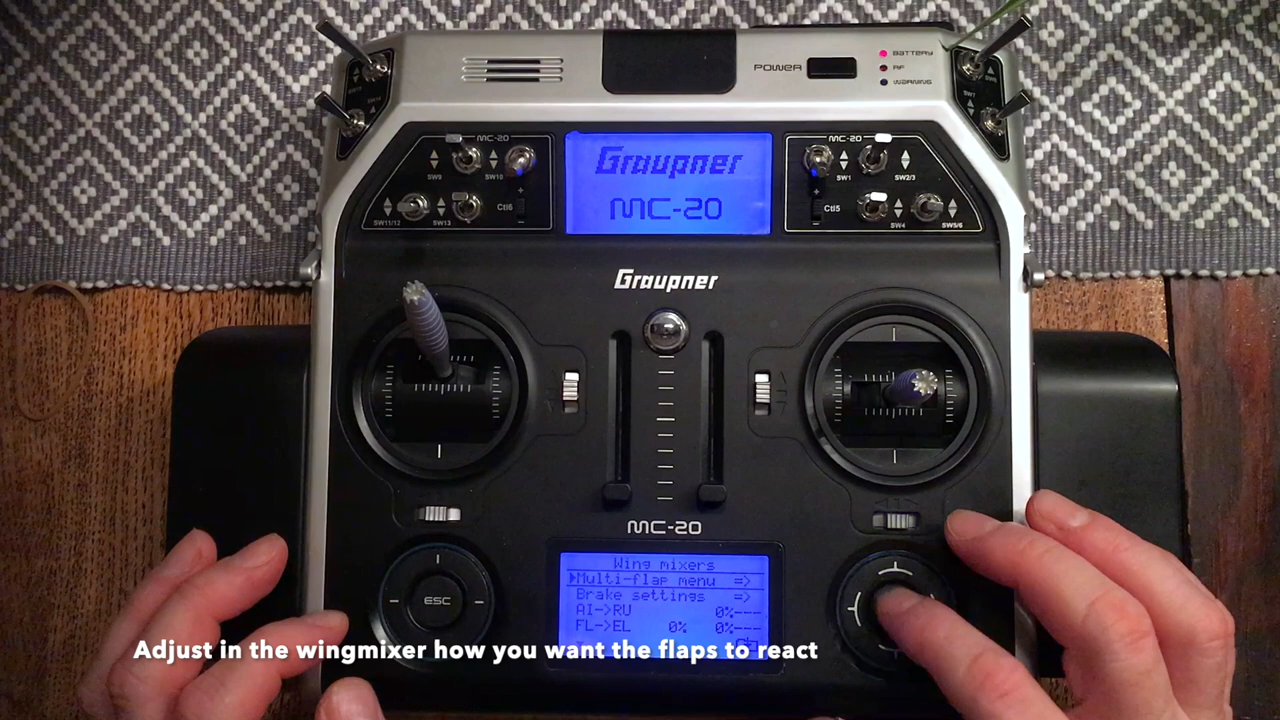 POWER
BATTERY
RF
WARNING
MC-20
SW9
SW10
SW11/12
SW13
Ctl6
Graupner
MC-20
MC-20
SW1
SW2/3
Ctl5
SW4
SW5/6
Graupner
MC-20
ESC
Wing mixers
Multi-flap menu =>
Brake settings =>
AI->RU 0%---
FL->EL 0% 0%---
Adjust in the wingmixer how you want the flaps to react